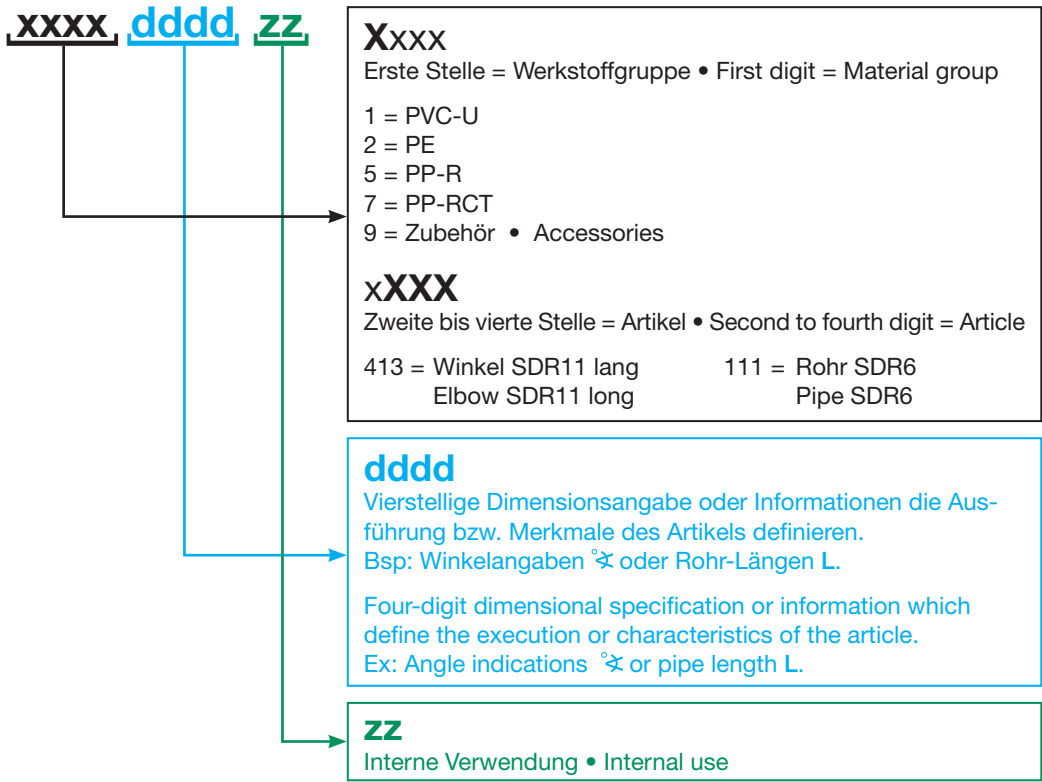 xxxx dddd zz
Xxxx
Erste Stelle = Werkstoffgruppe • First digit = Material group
1 = PVC-U
2 = PE
5 = PP-R
7 = PP-RCT
9 = Zubehör • Accessories
xXXX
Zweite bis vierte Stelle = Artikel • Second to fourth digit = Article
413 = Winkel SDR11 lang 111 = Rohr SDR6
Elbow SDR11 long Pipe SDR6
dddd
Vierstellige Dimensionsangabe oder Informationen die Aus-
führung bzw. Merkmale des Artikels definieren.
Bsp: Winkelangaben °∢ oder Rohr-Längen L.
Four-digit dimensional specification or information which
define the execution or characteristics of the article.
Ex: Angle indications °∢ or pipe length L.
zz
Interne Verwendung • Internal use